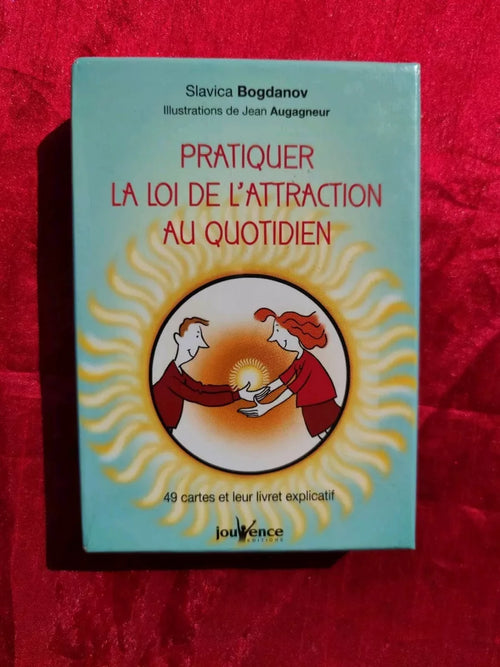 Slavica Bogdanov
Illustrations de Jean Augagneur
PRATIQUER
LA LOI DE L'ATTRACTION
AU QUOTIDIEN
49 cartes et leur livret explicatif
jouvence
EDITIONS